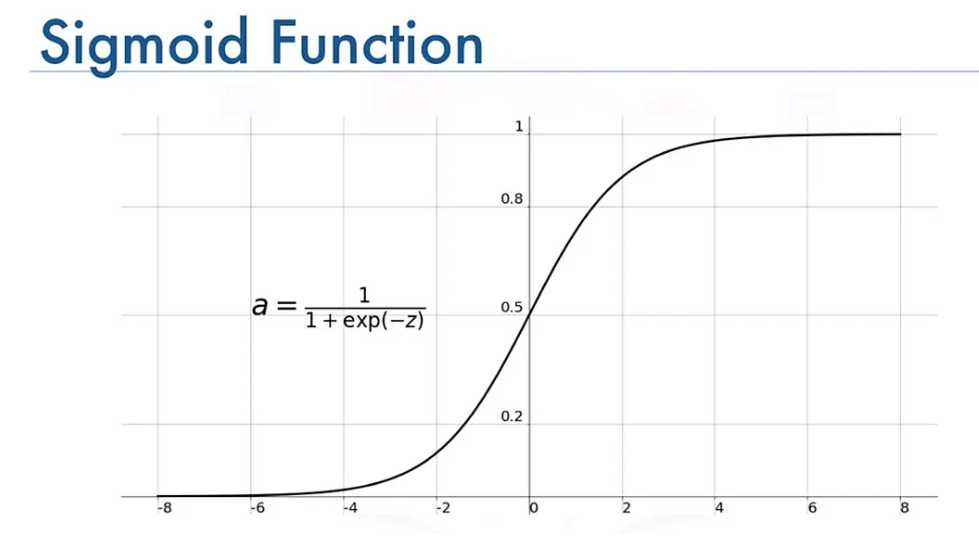 Sigmoid Function
1
0.8
a = 1 / 1 + exp(−z)
0.5
0.2
-8 -6 -4 -2 0 2 4 6 8